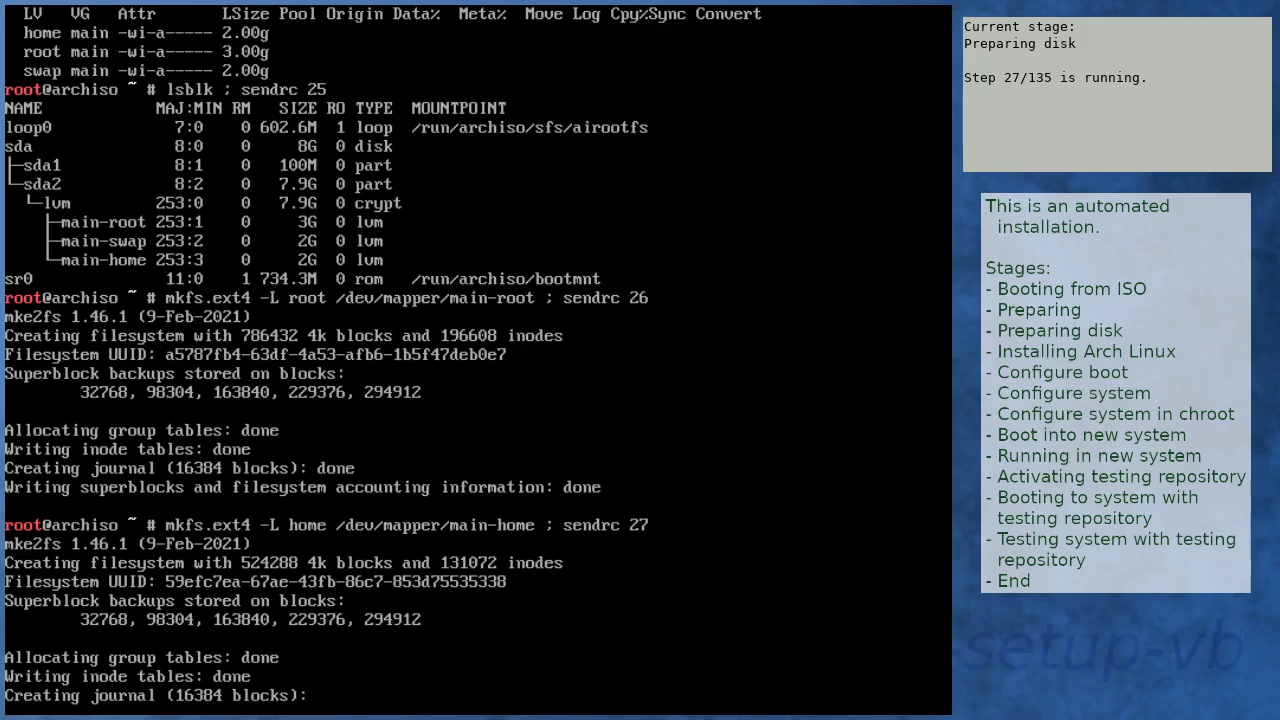 LV   VG   Attr       LSize Pool Origin Data%  Meta%  Move Log Cpy%Sync Convert
  home main -wi-a----- 2.00g
  root main -wi-a----- 3.00g
  swap main -wi-a----- 2.00g
root@archiso ~ # lsblk ; sendrc 25
NAME            MAJ:MIN RM   SIZE RO TYPE  MOUNTPOINT
loop0             7:0    0 602.6M  1 loop  /run/archiso/sfs/airootfs
sda               8:0    0     8G  0 disk
├─sda1            8:1    0   100M  0 part
└─sda2            8:2    0   7.9G  0 part
  └─lvm         253:0    0   7.9G  0 crypt
    ├─main-root 253:1    0     3G  0 lvm
    ├─main-swap 253:2    0     2G  0 lvm
    └─main-home 253:3    0     2G  0 lvm
sr0              11:0    1 734.3M  0 rom   /run/archiso/bootmnt
root@archiso ~ # mkfs.ext4 -L root /dev/mapper/main-root ; sendrc 26
mke2fs 1.46.1 (9-Feb-2021)
Creating filesystem with 786432 4k blocks and 196608 inodes
Filesystem UUID: a5787fb4-63df-4a53-afb6-1b5f47deb0e7
Superblock backups stored on blocks:
        32768, 98304, 163840, 229376, 294912

Allocating group tables: done
Writing inode tables: done
Creating journal (16384 blocks): done
Writing superblocks and filesystem accounting information: done

root@archiso ~ # mkfs.ext4 -L home /dev/mapper/main-home ; sendrc 27
mke2fs 1.46.1 (9-Feb-2021)
Creating filesystem with 524288 4k blocks and 131072 inodes
Filesystem UUID: 59efc7ea-67ae-43fb-86c7-853d75535338
Superblock backups stored on blocks:
        32768, 98304, 163840, 229376, 294912

Allocating group tables: done
Writing inode tables: done
Creating journal (16384 blocks):
Current stage:
Preparing disk

Step 27/135 is running.
This is an automated
installation.

Stages:
- Booting from ISO
- Preparing
- Preparing disk
- Installing Arch Linux
- Configure boot
- Configure system
- Configure system in chroot
- Boot into new system
- Running in new system
- Activating testing repository
- Booting to system with
testing repository
- Testing system with testing
repository
- End
setup-vb